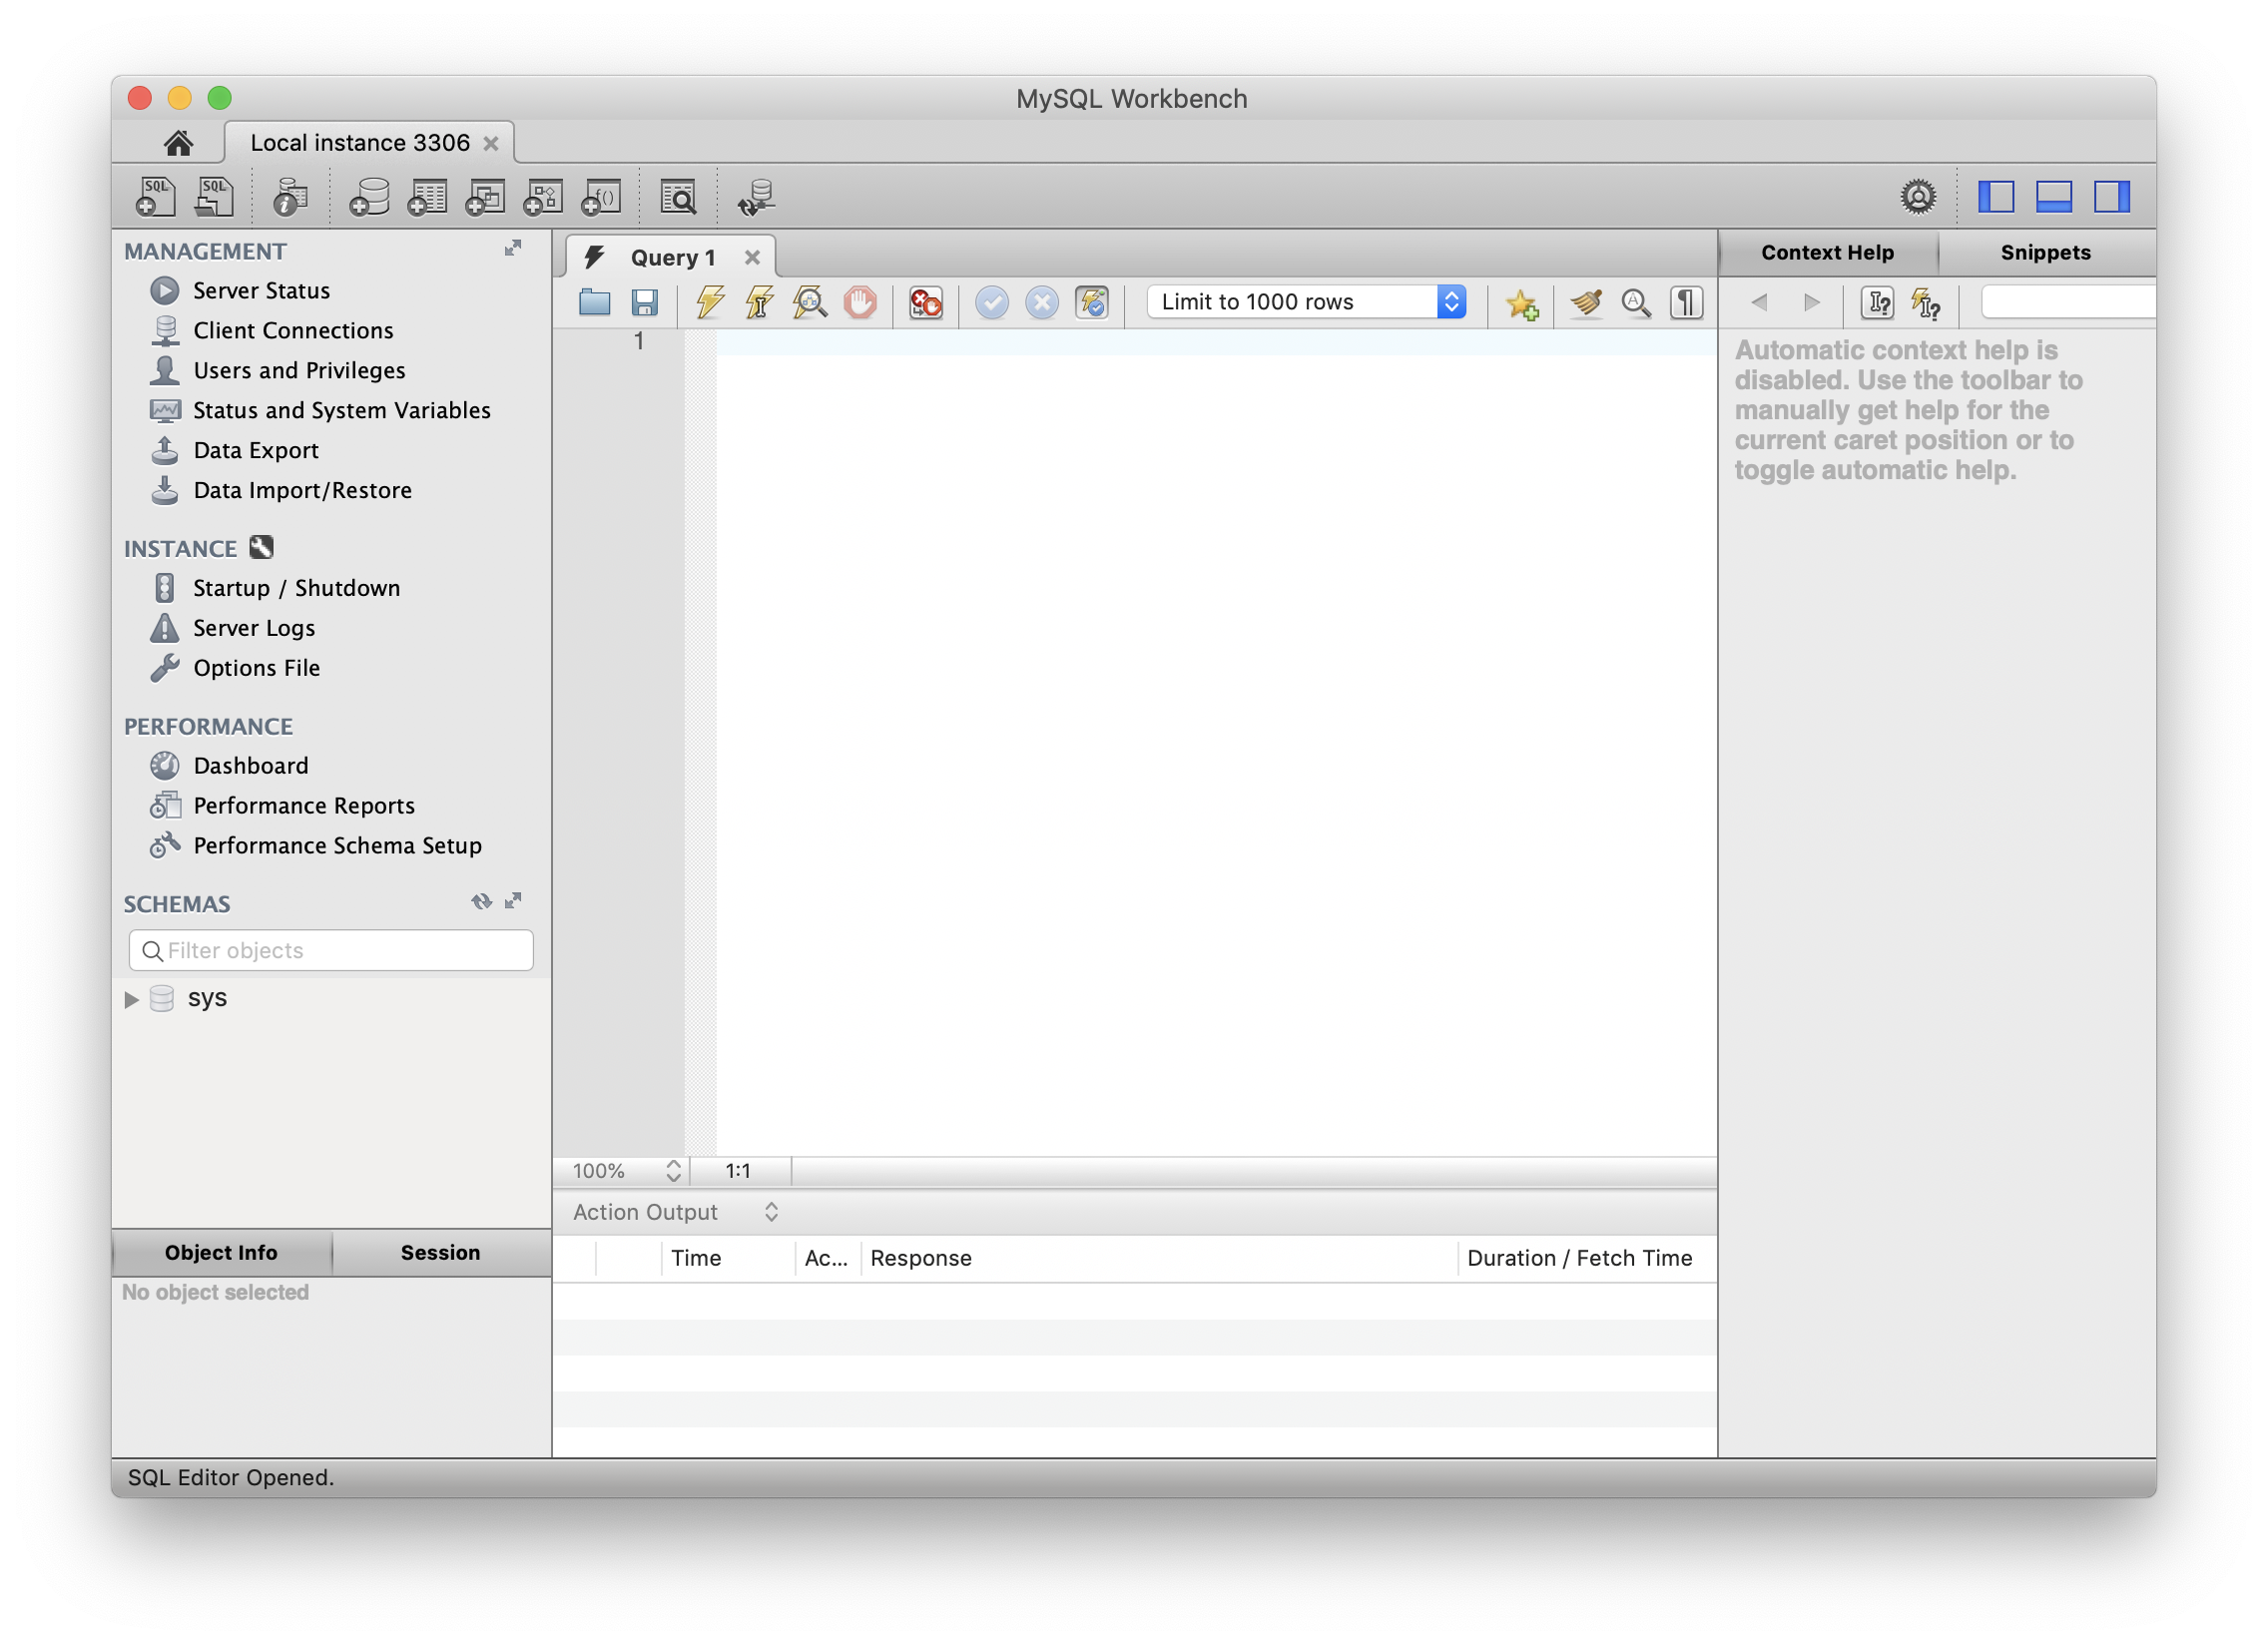 MySQL Workbench
Local instance 3306
SQL
SQL
f()
MANAGEMENT
Server Status
Client Connections
Users and Privileges
Status and System Variables
Data Export
Data Import/Restore
INSTANCE
Startup / Shutdown
Server Logs
Options File
PERFORMANCE
Dashboard
Performance Reports
Performance Schema Setup
SCHEMAS
Filter objects
sys
Object Info
Session
No object selected
Query 1
Limit to 1000 rows
1
100%
1:1
Action Output
Time
Ac...
Response
Duration / Fetch Time
Context Help
Snippets
Automatic context help is
disabled. Use the toolbar to
manually get help for the
current caret position or to
toggle automatic help.
SQL Editor Opened.